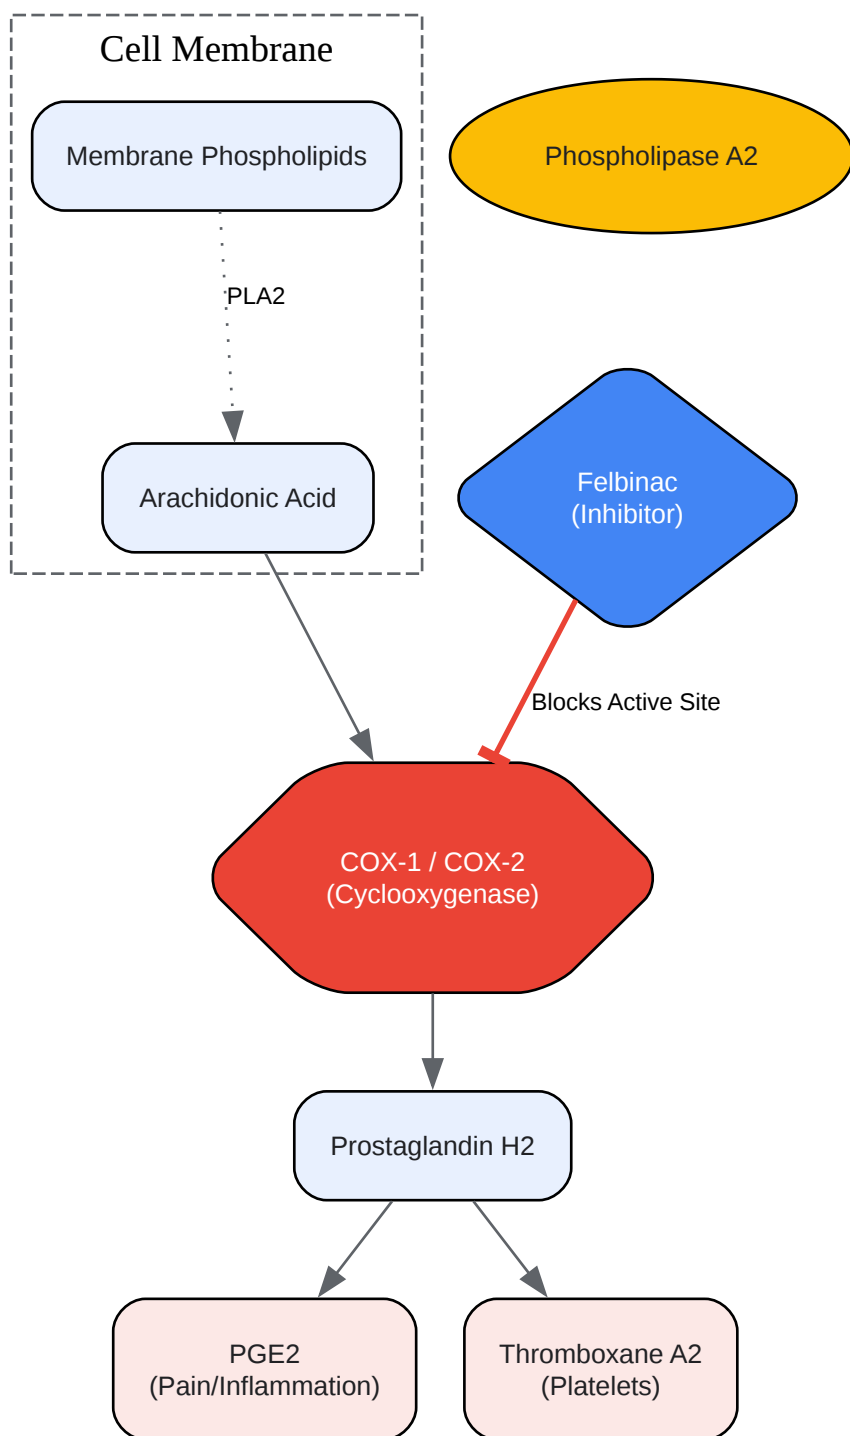 Cell Membrane
Membrane Phospholipids
Phospholipase A2
PLA2
Arachidonic Acid
Felbinac
(Inhibitor)
Blocks Active Site
COX-1 / COX-2
(Cyclooxygenase)
Prostaglandin H2
PGE2
(Pain/Inflammation)
Thromboxane A2
(Platelets)